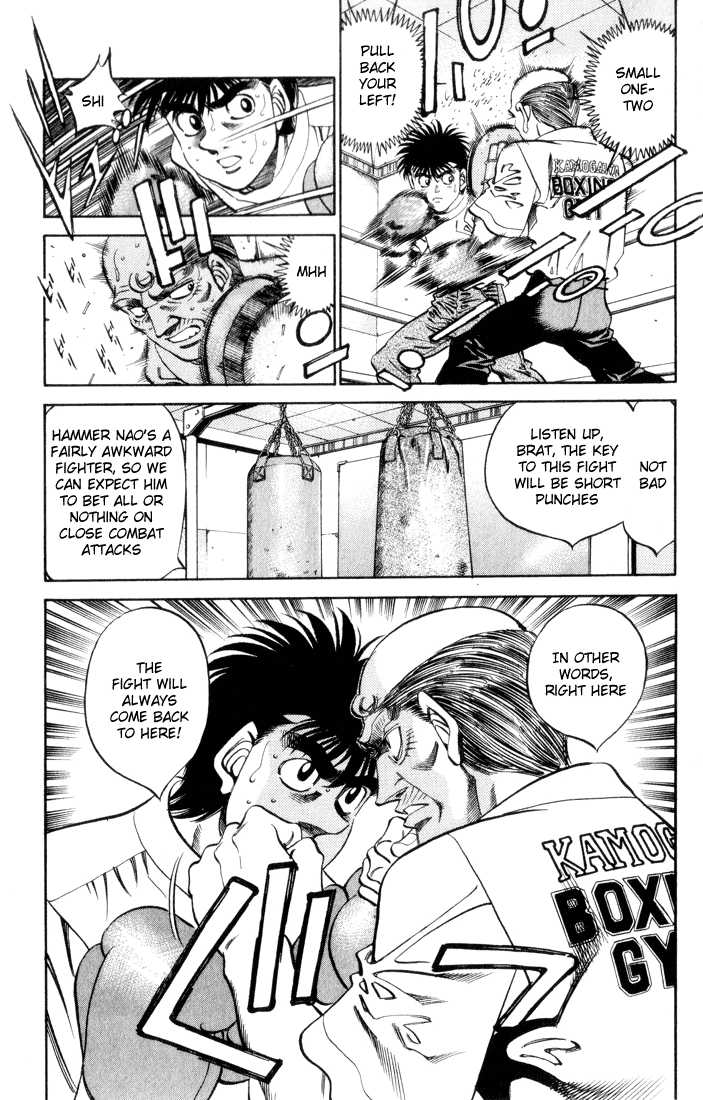 SMALL
ONE-
TWO
PULL
BACK
YOUR
LEFT!
KAMOGAWA
BOXING
GYM
SHI
MHH
NOT
BAD
LISTEN UP,
BRAT, THE KEY
TO THIS FIGHT
WILL BE SHORT
PUNCHES
HAMMER NAO'S A
FAIRLY AWKWARD
FIGHTER, SO WE
CAN EXPECT HIM
TO BET ALL OR
NOTHING ON
CLOSE COMBAT
ATTACKS
IN OTHER
WORDS,
RIGHT HERE
THE
FIGHT WILL
ALWAYS
COME BACK
TO HERE!
KAMOG
BOXIN
GY
グイ